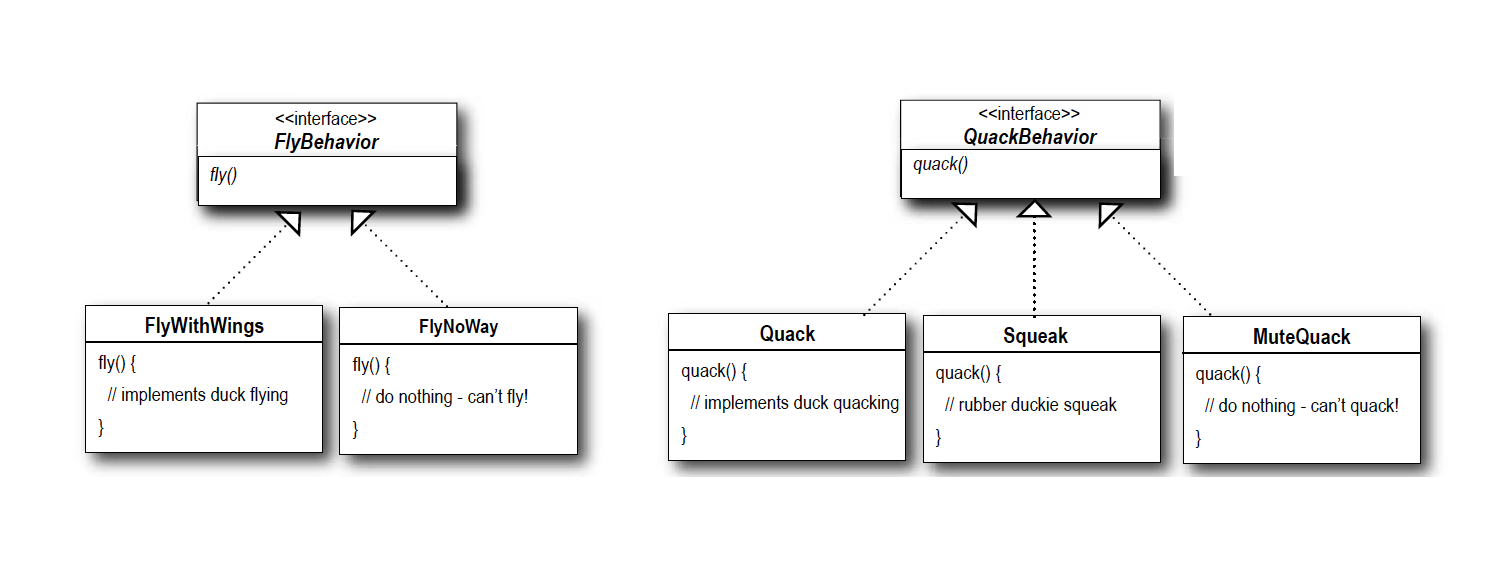 <<interface>>
FlyBehavior
fly()
FlyWithWings
fly() {
// implements duck flying
}
FlyNoWay
fly() {
// do nothing - can’t fly!
}
<<interface>>
QuackBehavior
quack()
Quack
quack() {
// implements duck quacking
}
Squeak
quack() {
// rubber duckie squeak
}
MuteQuack
quack() {
// do nothing - can’t quack!
}